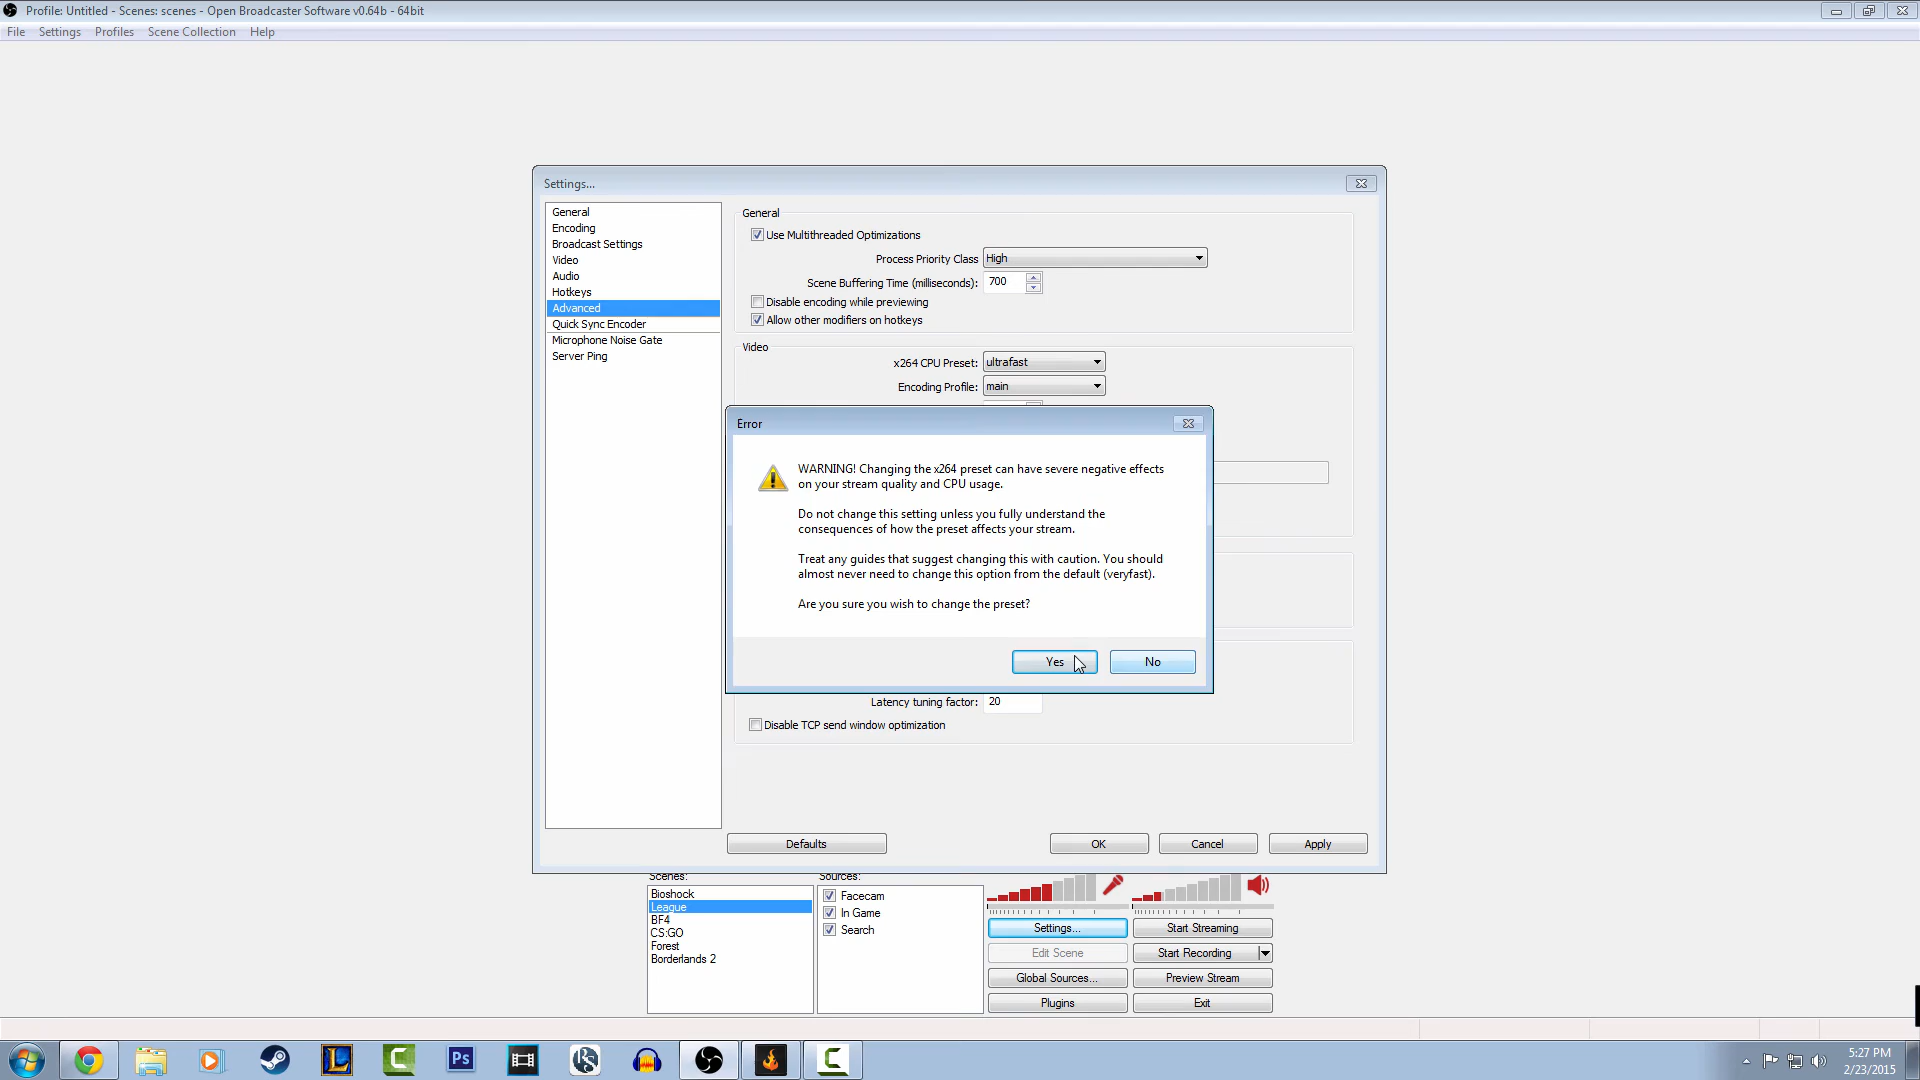 Profile: Untitled - Scenes: scenes - Open Broadcaster Software v0.64b - 64bit
File Settings Profiles Scene Collection Help
Settings...
General
Encoding
Broadcast Settings
Video
Audio
Hotkeys
Advanced
Quick Sync Encoder
Microphone Noise Gate
Server Ping
General
Use Multithreaded Optimizations
Process Priority Class High
Scene Buffering Time (milliseconds): 700
Disable encoding while previewing
Allow other modifiers on hotkeys
Video
x264 CPU Preset: ultrafast
Encoding Profile: main
Error
WARNING! Changing the x264 preset can have severe negative effects
on your stream quality and CPU usage.
Do not change this setting unless you fully understand the
consequences of how the preset affects your stream.
Treat any guides that suggest changing this with caution. You should
almost never need to change this option from the default (veryfast).
Are you sure you wish to change the preset?
Yes No
Latency tuning factor: 20
Disable TCP send window optimization
Defaults OK Cancel Apply
Scenes:
Bioshock
League
BF4
CS:GO
Forest
Borderlands 2
Sources:
Facecam
In Game
Search
Settings... Start Streaming
Edit Scene Start Recording
Global Sources... Preview Stream
Plugins Exit
Ps
5:27 PM
2/23/2015